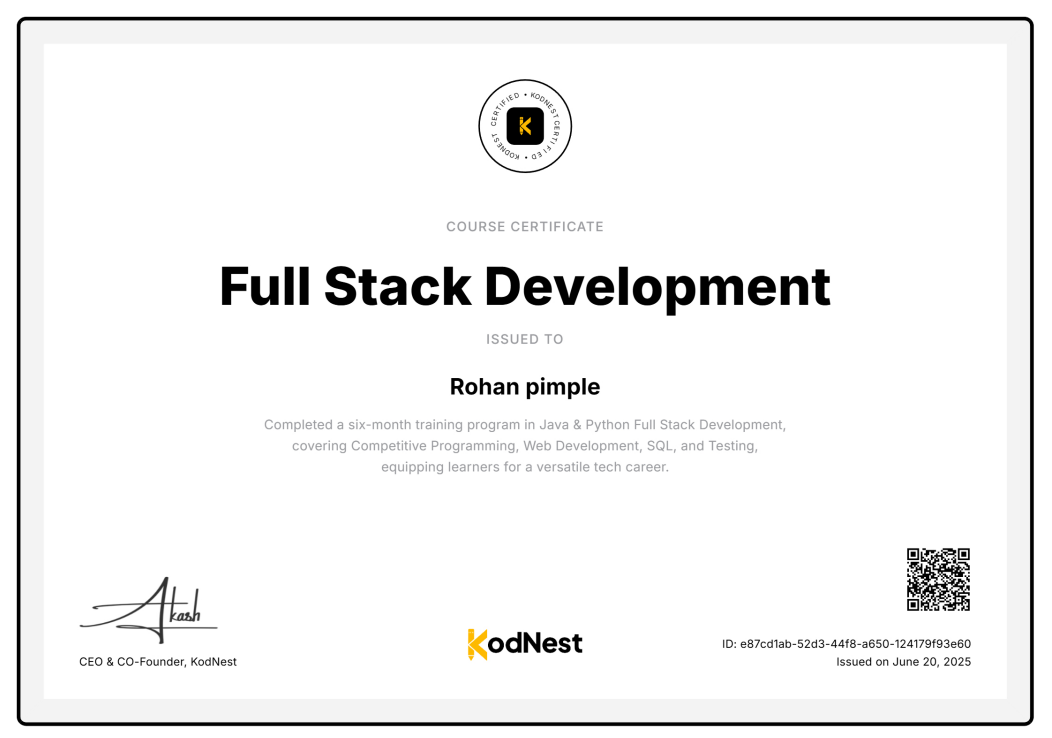 KODNEST CERTIFIED • KODNEST CERTIFIED •
K
COURSE CERTIFICATE
Full Stack Development
ISSUED TO
Rohan pimple
Completed a six-month training program in Java & Python Full Stack Development,
covering Competitive Programming, Web Development, SQL, and Testing,
equipping learners for a versatile tech career.
Akash
CEO & CO-Founder, KodNest
KodNest
ID: e87cd1ab-52d3-44f8-a650-124179f93e60
Issued on June 20, 2025